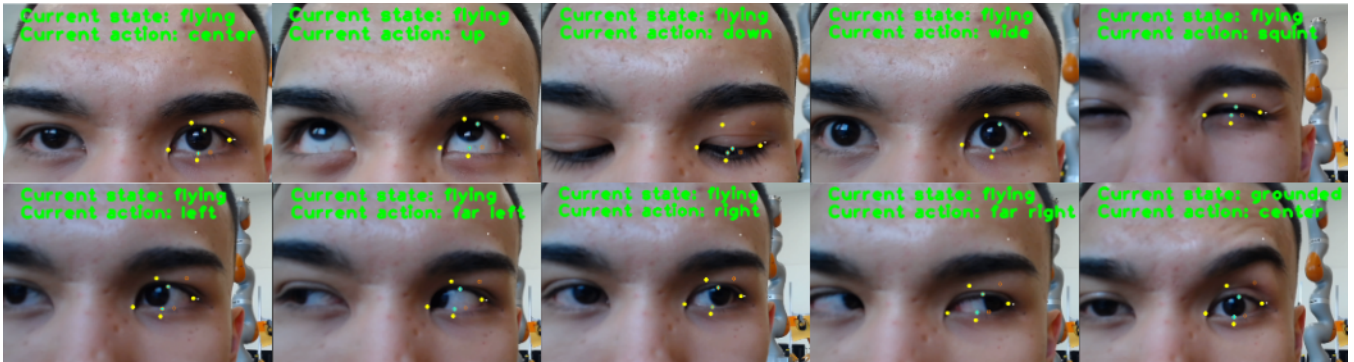 Current state: flying
Current action: center
Current state: flying
Current action: up
Current state: flying
Current action: down
Current state: flying
Current action: wide
Current state: flying
Current action: squint
Current state: flying
Current action: left
Current state: flying
Current action: far left
Current state: flying
Current action: right
Current state: flying
Current action: far right
Current state: grounded
Current action: center